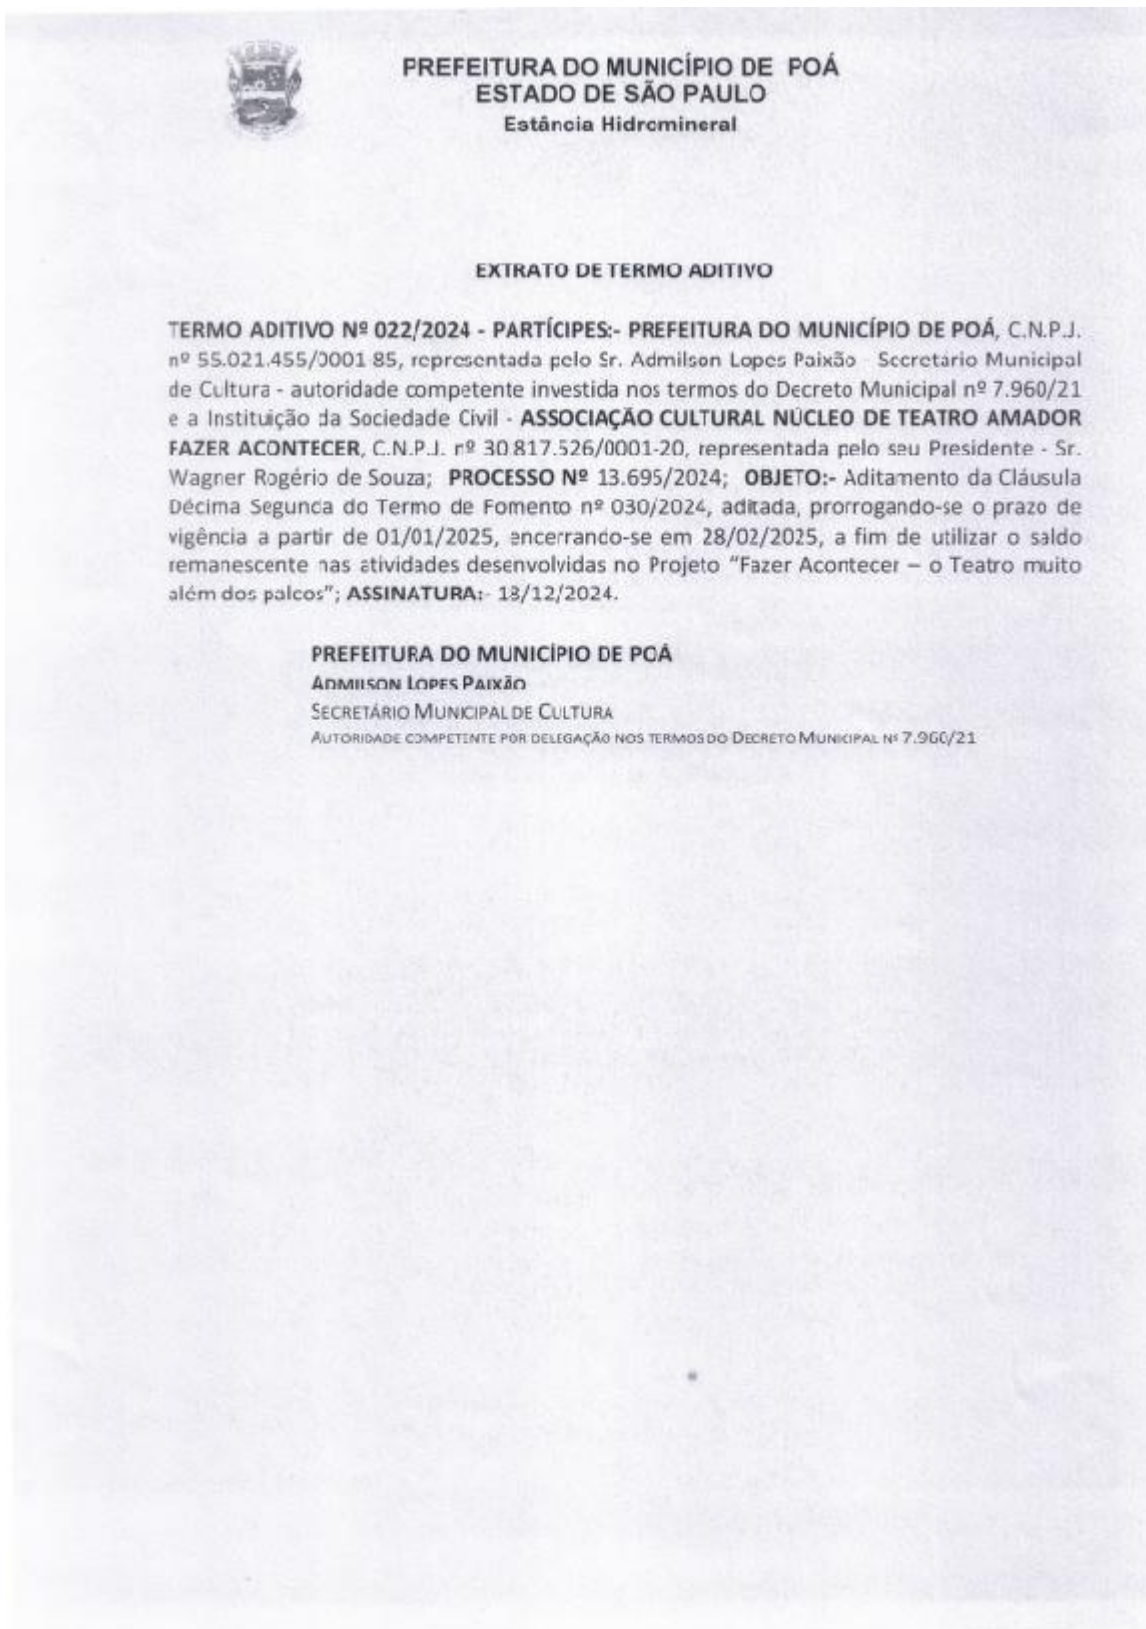 PREFEITURA DO MUNICÍPIO DE POÁ
ESTADO DE SÃO PAULO
Estância Hidromineral
EXTRATO DE TERMO ADITIVO
TERMO ADITIVO Nº 022/2024 - PARTÍCIPES:- PREFEITURA DO MUNICÍPIO DE POÁ, C.N.P.J.
nº 55.021.455/0001 85, representada pelo Sr. Admilson Lopes Paixão - Secretário Municipal
de Cultura - autoridade competente investida nos termos do Decreto Municipal nº 7.960/21
e a Instituição da Sociedade Civil - ASSOCIAÇÃO CULTURAL NÚCLEO DE TEATRO AMADOR
FAZER ACONTECER, C.N.P.J. nº 30.817.526/0001-20, representada pelo seu Presidente - Sr.
Wagner Rogério de Souza; PROCESSO Nº 13.695/2024; OBJETO:- Aditamento da Cláusula
Décima Segunda do Termo de Fomento nº 030/2024, aditada, prorrogando-se o prazo de
vigência a partir de 01/01/2025, encerrando-se em 28/02/2025, a fim de utilizar o saldo
remanescente nas atividades desenvolvidas no Projeto "Fazer Acontecer – o Teatro muito
além dos palcos"; ASSINATURA:- 18/12/2024.
PREFEITURA DO MUNICÍPIO DE POÁ
ADMILSON LOPES PAIXÃO
SECRETÁRIO MUNICIPAL DE CULTURA
AUTORIDADE COMPETENTE POR DELEGAÇÃO NOS TERMOS DO DECRETO MUNICIPAL Nº 7.960/21